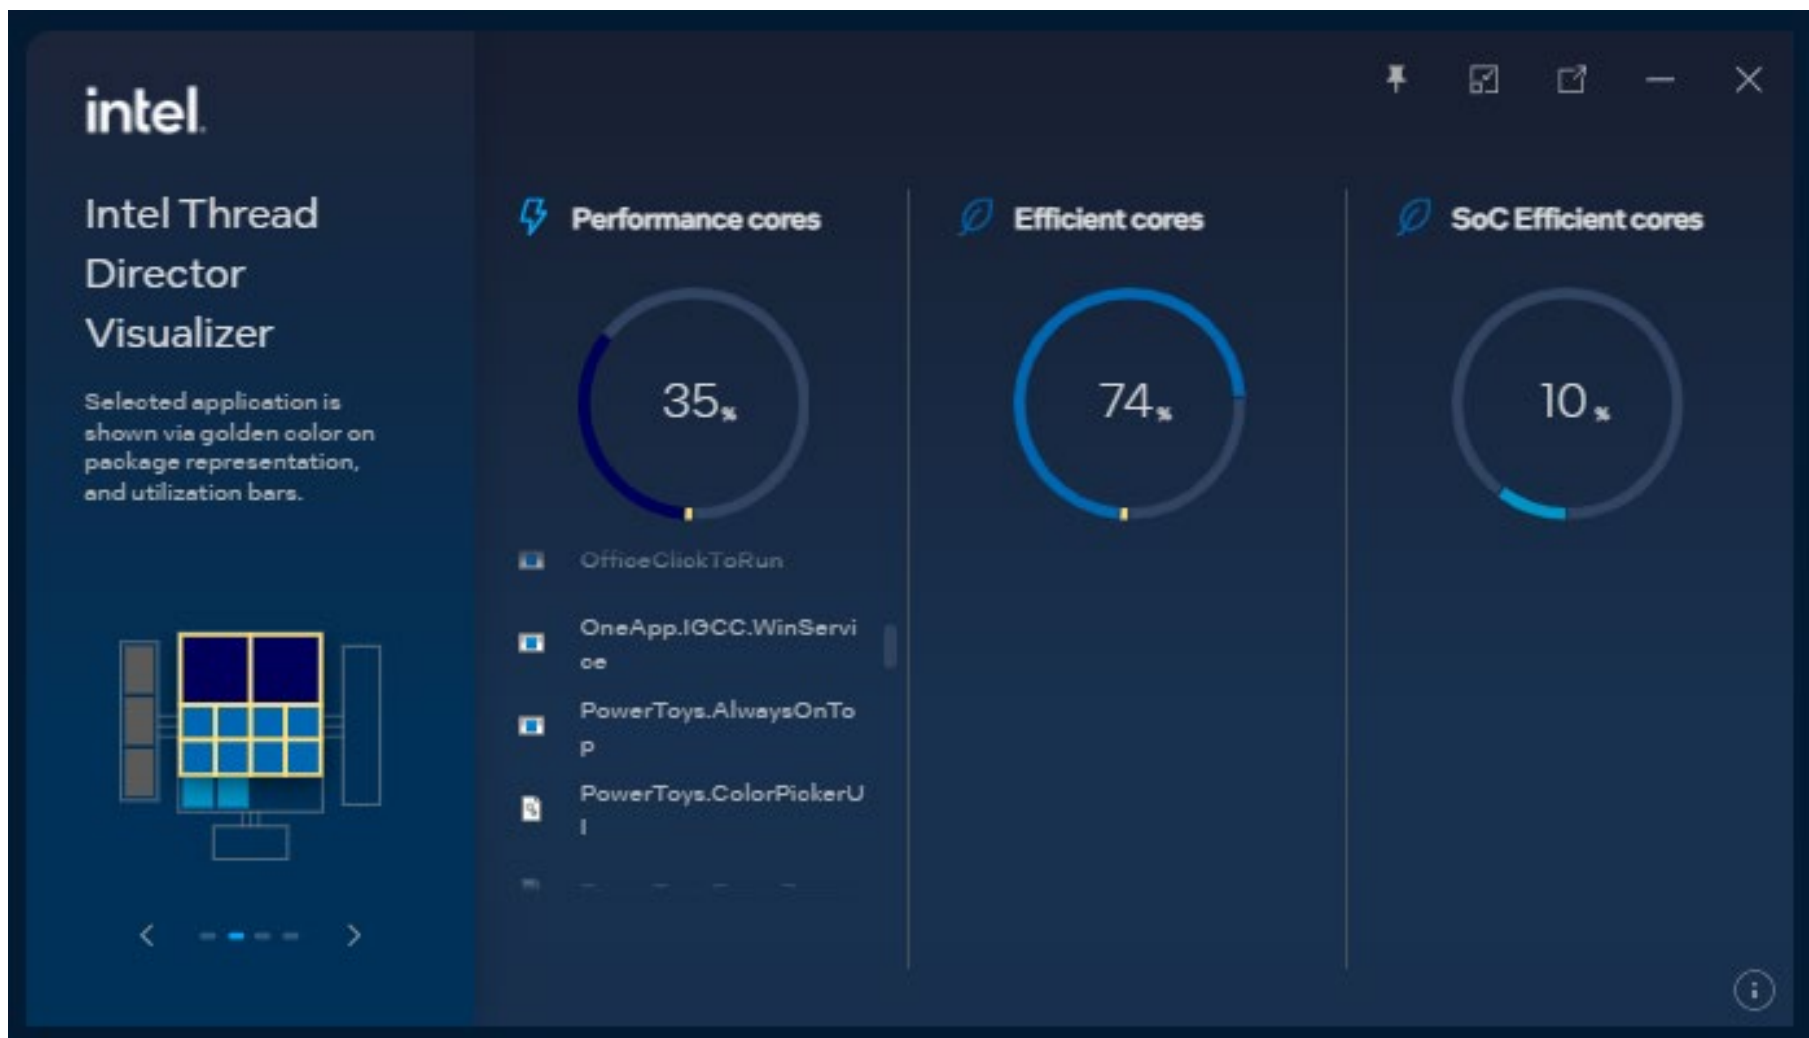 intel.
Intel Thread
Director
Visualizer
Selected application is
shown via golden color on
package representation,
and utilization bars.
Performance cores
35%
OfficeClickToRun
OneApp.IGCC.WinServi
ce
PowerToys.AlwaysOnTo
p
PowerToys.ColorPickerU
I
Efficient cores
74%
SoC Efficient cores
10%